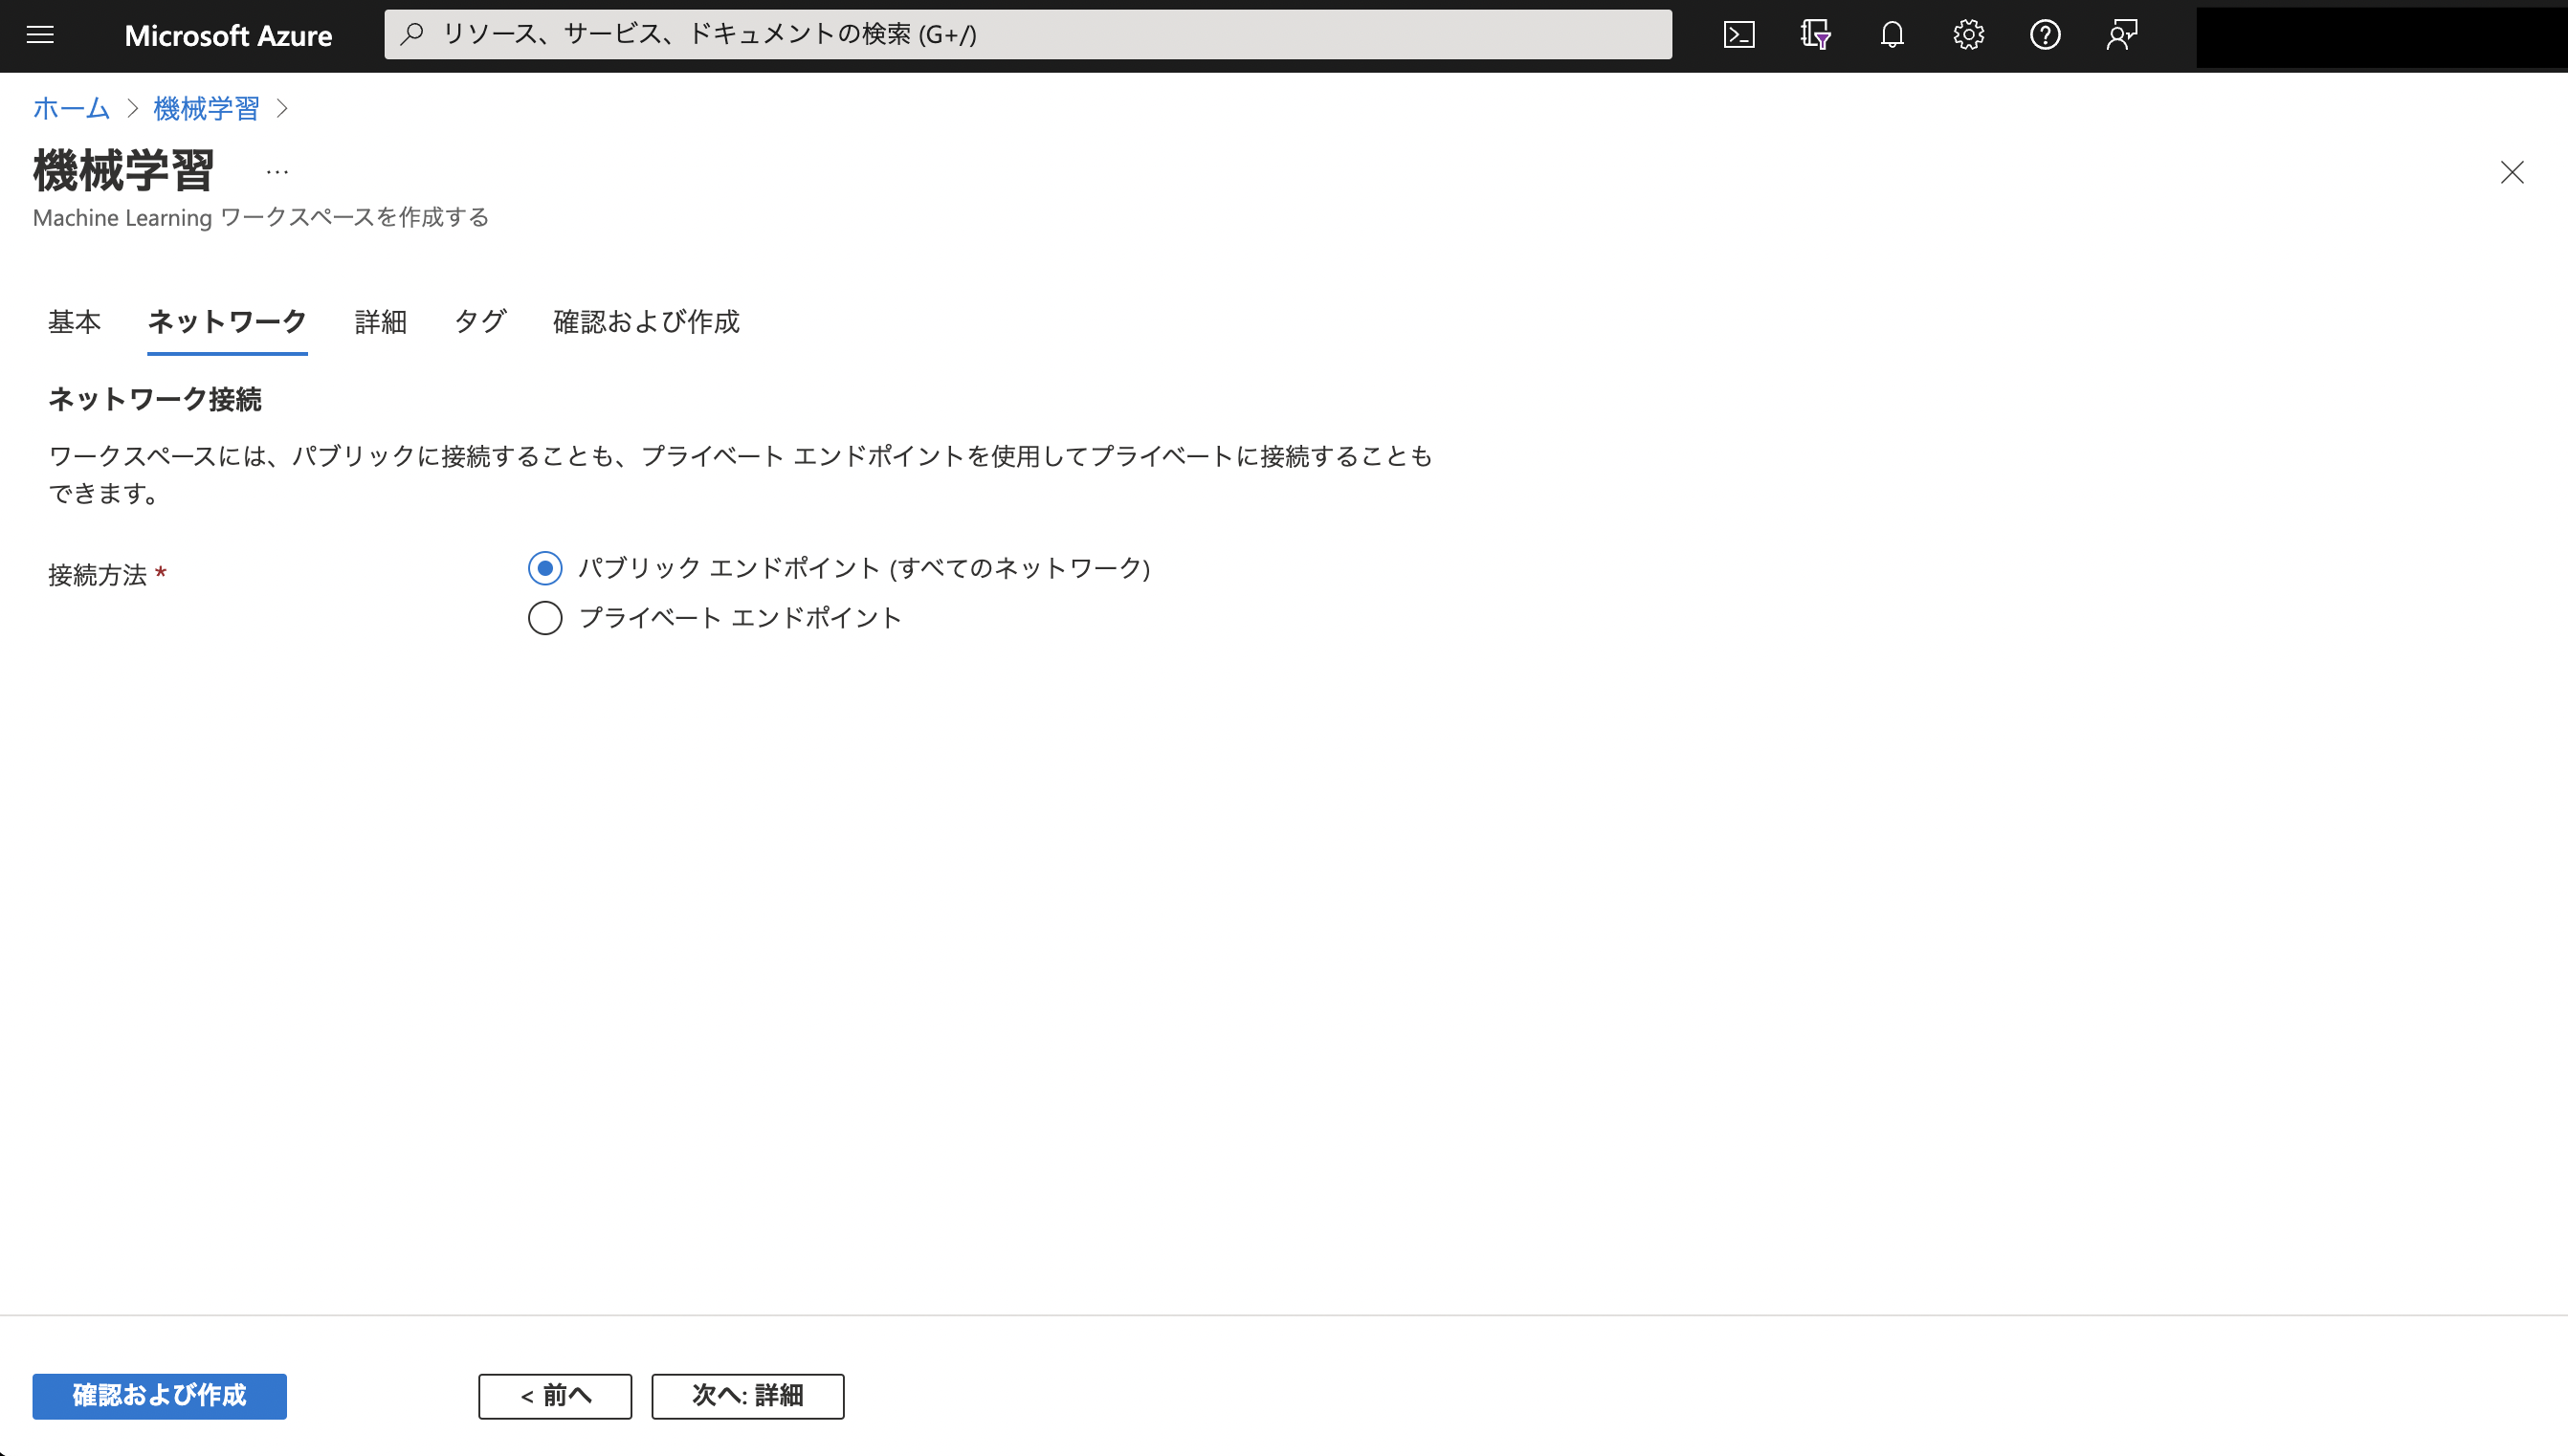 Microsoft Azure
リソース、サービス、ドキュメントの検索 (G+/)
ホーム > 機械学習 >
機械学習 …
Machine Learning ワークスペースを作成する
基本 ネットワーク 詳細 タグ 確認および作成
ネットワーク接続
ワークスペースには、パブリックに接続することも、プライベート エンドポイントを使用してプライベートに接続することも
できます。
接続方法 *
パブリック エンドポイント (すべてのネットワーク)
プライベート エンドポイント
確認および作成 < 前へ 次へ: 詳細